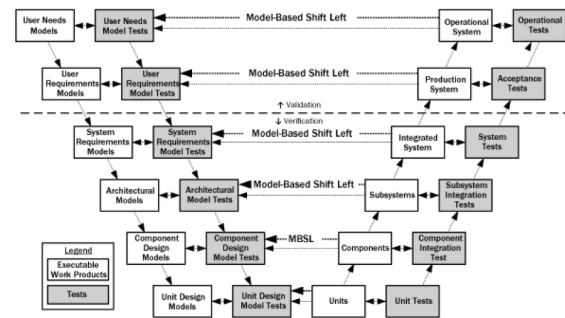 User Needs
Models
User Needs
Model Tests
Model-Based Shift Left
Operational
System
Operational
Tests
User
Requirements
Models
User
Requirements
Model Tests
Model-Based Shift Left
Production
System
Acceptance
Tests
↑ Validation
↓ Verification
System
Requirements
Models
System
Requirements
Model Tests
Model-Based Shift Left
Integrated
System
System
Tests
Architectural
Models
Architectural
Model Tests
Model-Based Shift Left
Subsystems
Subsystem
Integration
Tests
Component
Design
Models
Component
Design
Model Tests
MBSL
Components
Component
Integration
Test
Unit Design
Models
Unit Design
Model Tests
Units
Unit Tests
Legend
Executable
Work Products
Tests